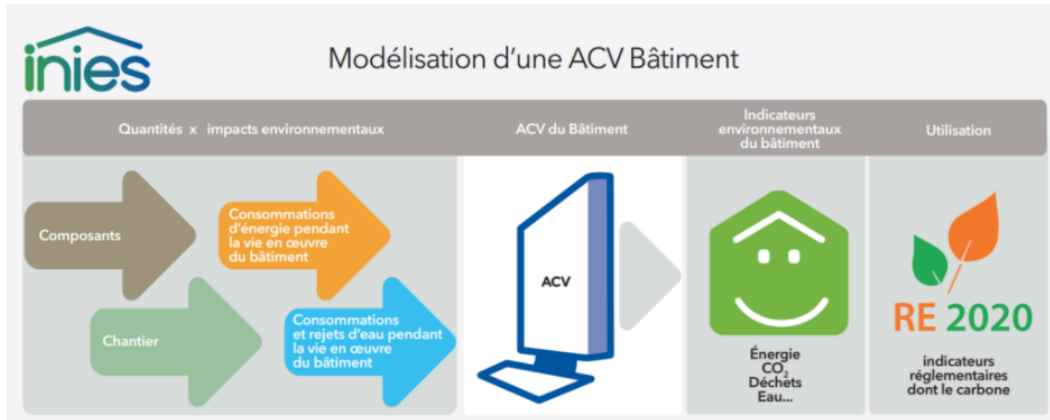 inies
Modélisation d'une ACV Bâtiment
Quantités x impacts environnementaux
ACV du Bâtiment
Indicateurs
environnementaux
du bâtiment
Utilisation
Composants
Consommations
d'énergie pendant
la vie en œuvre
du bâtiment
Chantier
Consommations
et rejets d'eau pendant
la vie en œuvre
du bâtiment
ACV
Énergie
CO₂
Déchets
Eau...
RE 2020
indicateurs
réglementaires
dont le carbone